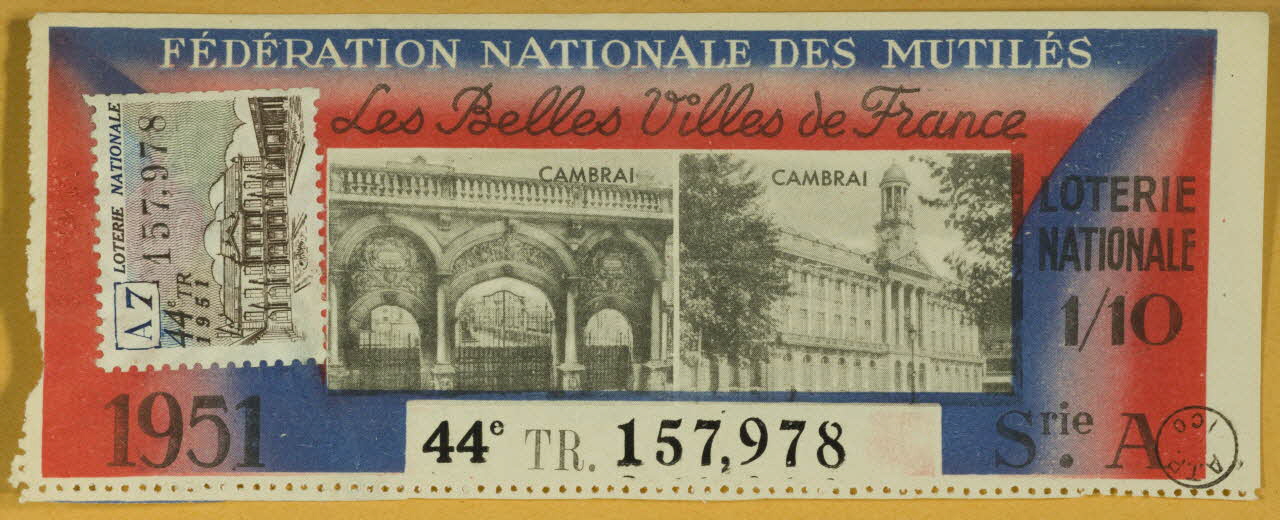 FÉDÉRATION NATIONALE DES MUTILÉS
Les Belles Villes de France
LOTERIE NATIONALE
157,978
A7
44e TR
1951
CAMBRAI
CAMBRAI
LOTERIE
NATIONALE
1/10
1951
44e TR. 157,978
Srie. A